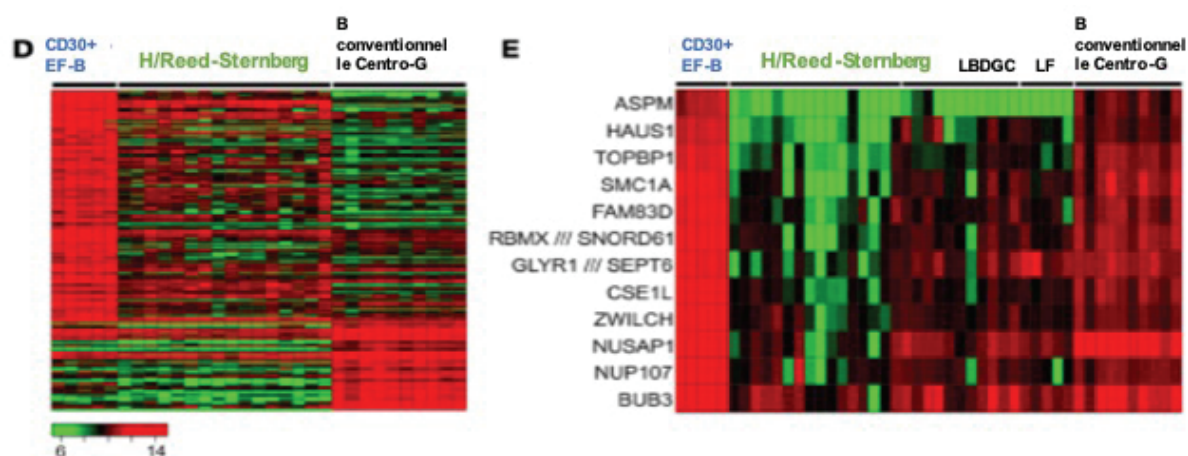 D
CD30+
EF-B
H/Reed-Sternberg
B
conventionnel
le Centro-G
6
14
E
CD30+
EF-B
H/Reed-Sternberg
LBDGC
LF
B
conventionnel
le Centro-G
ASPM
HAUS1
TOPBP1
SMC1A
FAM83D
RBMX /// SNORD61
GLYR1 /// SEPT6
CSE1L
ZWILCH
NUSAP1
NUP107
BUB3